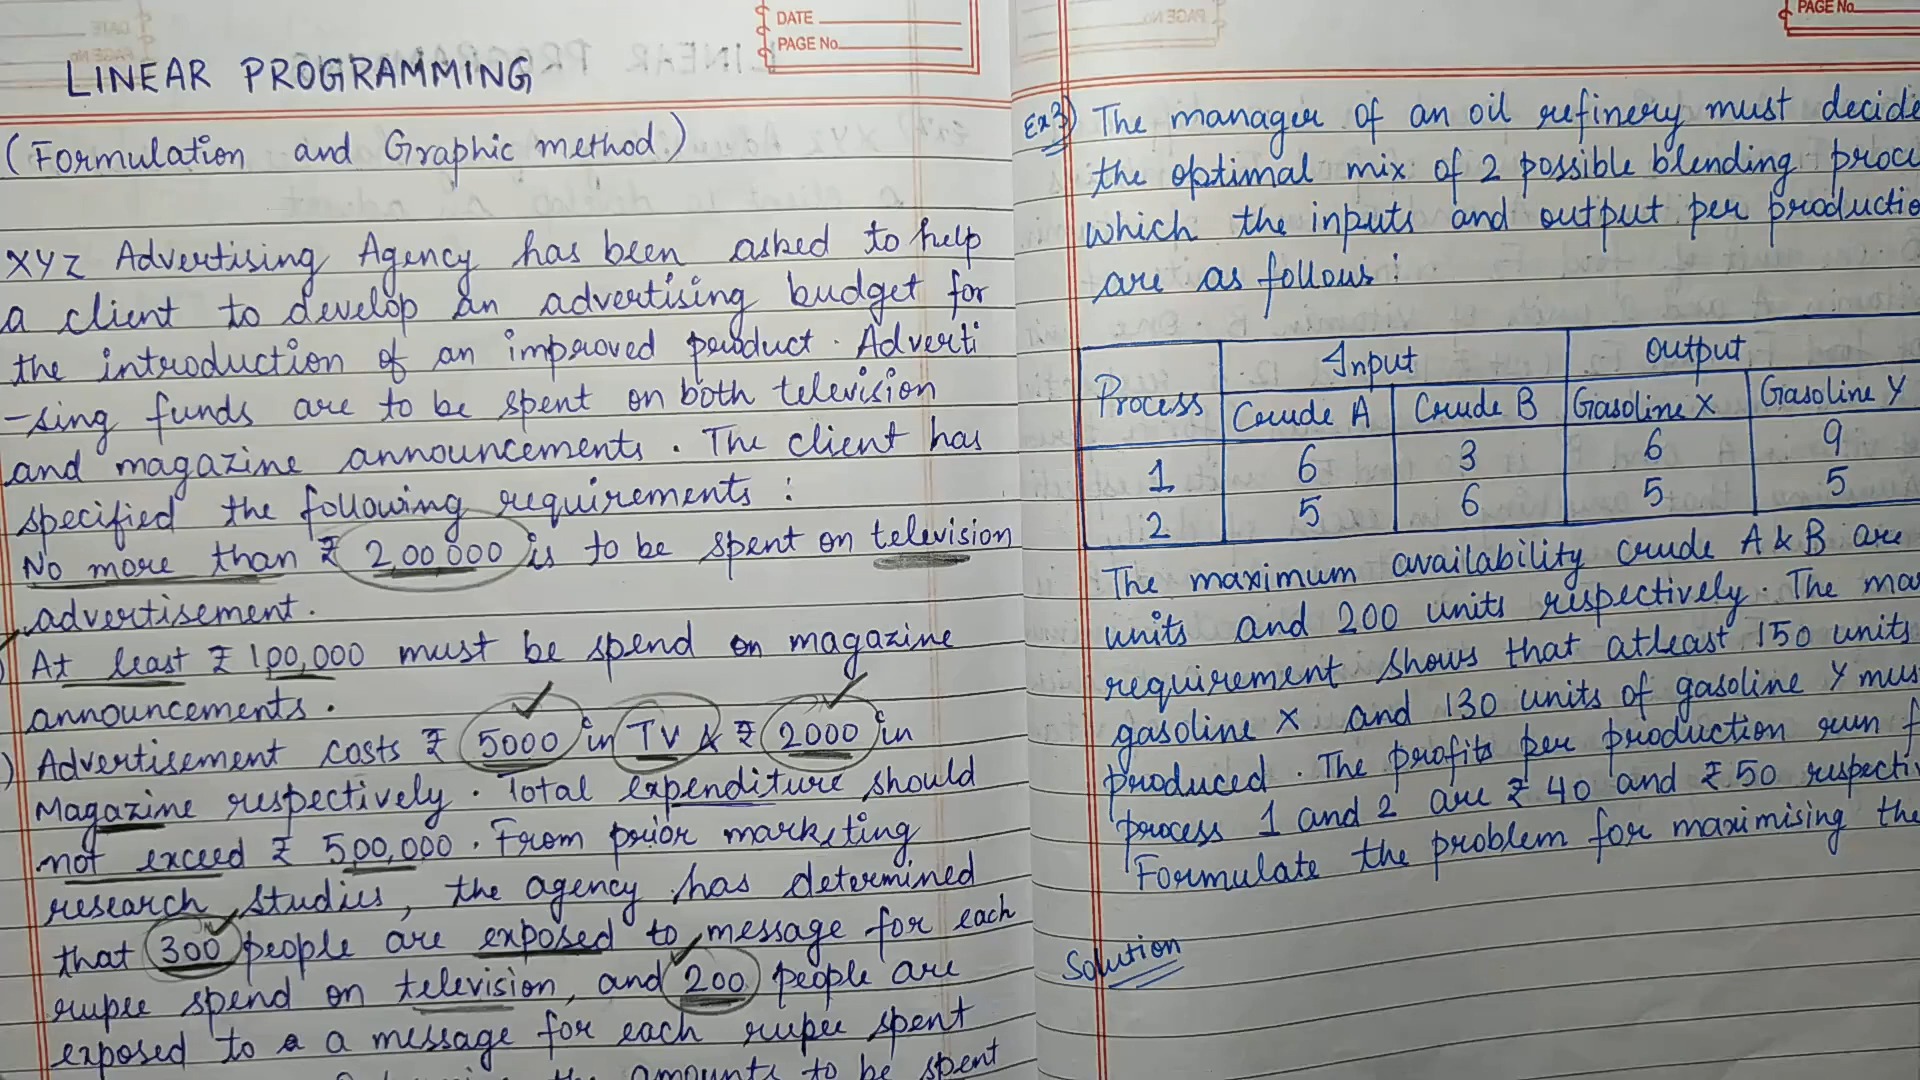 DATE
PAGE No.
LINEAR PROGRAMMING
(Formulation and Graphic method)
XYZ Advertising Agency has been asked to help
a client to develop an advertising budget for
the introduction of an improved product. Adverti
-sing funds are to be spent on both television
and magazine announcements. The client has
specified the following requirements:
No more than ₹ 2,00,000 is to be spent on television
advertisement.
At least ₹ 1,00,000 must be spend on magazine
announcements.
) Advertisement costs ₹ 5000 in TV & ₹ 2000 in
Magazine respectively. Total expenditure should
not exceed ₹ 5,00,000. From prior marketing
research studies, the agency has determined
that 300 people are exposed to message for each
rupee spend on television, and 200 people are
exposed to a a message for each rupee spent
the amounts to be spent
PAGE No.
Ex3) The manager of an oil refinery must decide
the optimal mix of 2 possible blending proce
which the inputs and output per productio
are as follows:
Process Input Output
Crude A Crude B Gasoline X Gasoline Y
1 6 3 6 9
2 5 6 5 5
The maximum availability crude A & B are
units and 200 units respectively. The mar
requirement shows that atleast 150 units
gasoline X and 130 units of gasoline Y mus
produced. The profits per production run f
process 1 and 2 are ₹ 40 and ₹ 50 respectiv
Formulate the problem for maximising the
Solution